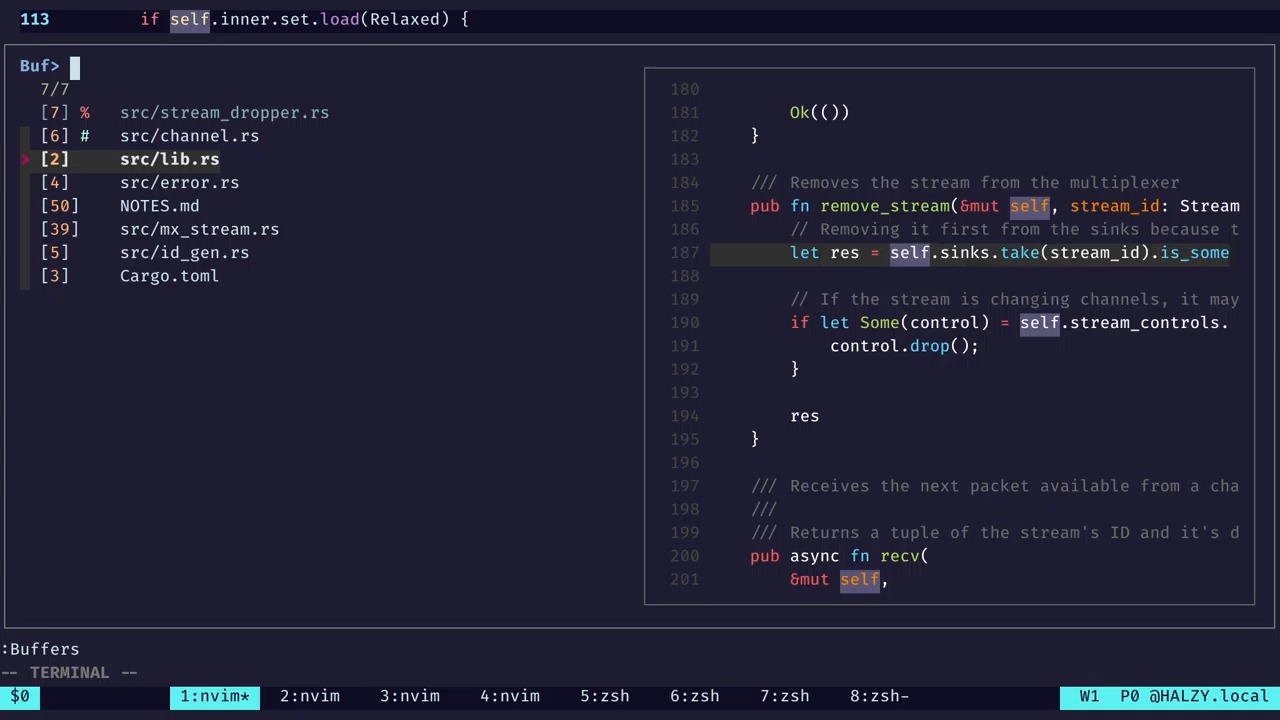 113 if self.inner.set.load(Relaxed) {
Buf>
7/7
[7] % src/stream_dropper.rs
[6] # src/channel.rs
> [2] src/lib.rs
[4] src/error.rs
[50] NOTES.md
[39] src/mx_stream.rs
[5] src/id_gen.rs
[3] Cargo.toml
180
181 Ok(())
182 }
183
184 /// Removes the stream from the multiplexer
185 pub fn remove_stream(&mut self, stream_id: Stream
186 // Removing it first from the sinks because t
187 let res = self.sinks.take(stream_id).is_some
188
189 // If the stream is changing channels, it may
190 if let Some(control) = self.stream_controls.
191 control.drop();
192 }
193
194 res
195 }
196
197 /// Receives the next packet available from a cha
198 ///
199 /// Returns a tuple of the stream's ID and it's d
200 pub async fn recv(
201 &mut self,
:Buffers
-- TERMINAL --
$0 1:nvim* 2:nvim 3:nvim 4:nvim 5:zsh 6:zsh 7:zsh 8:zsh- W1 P0 @HALZY.local